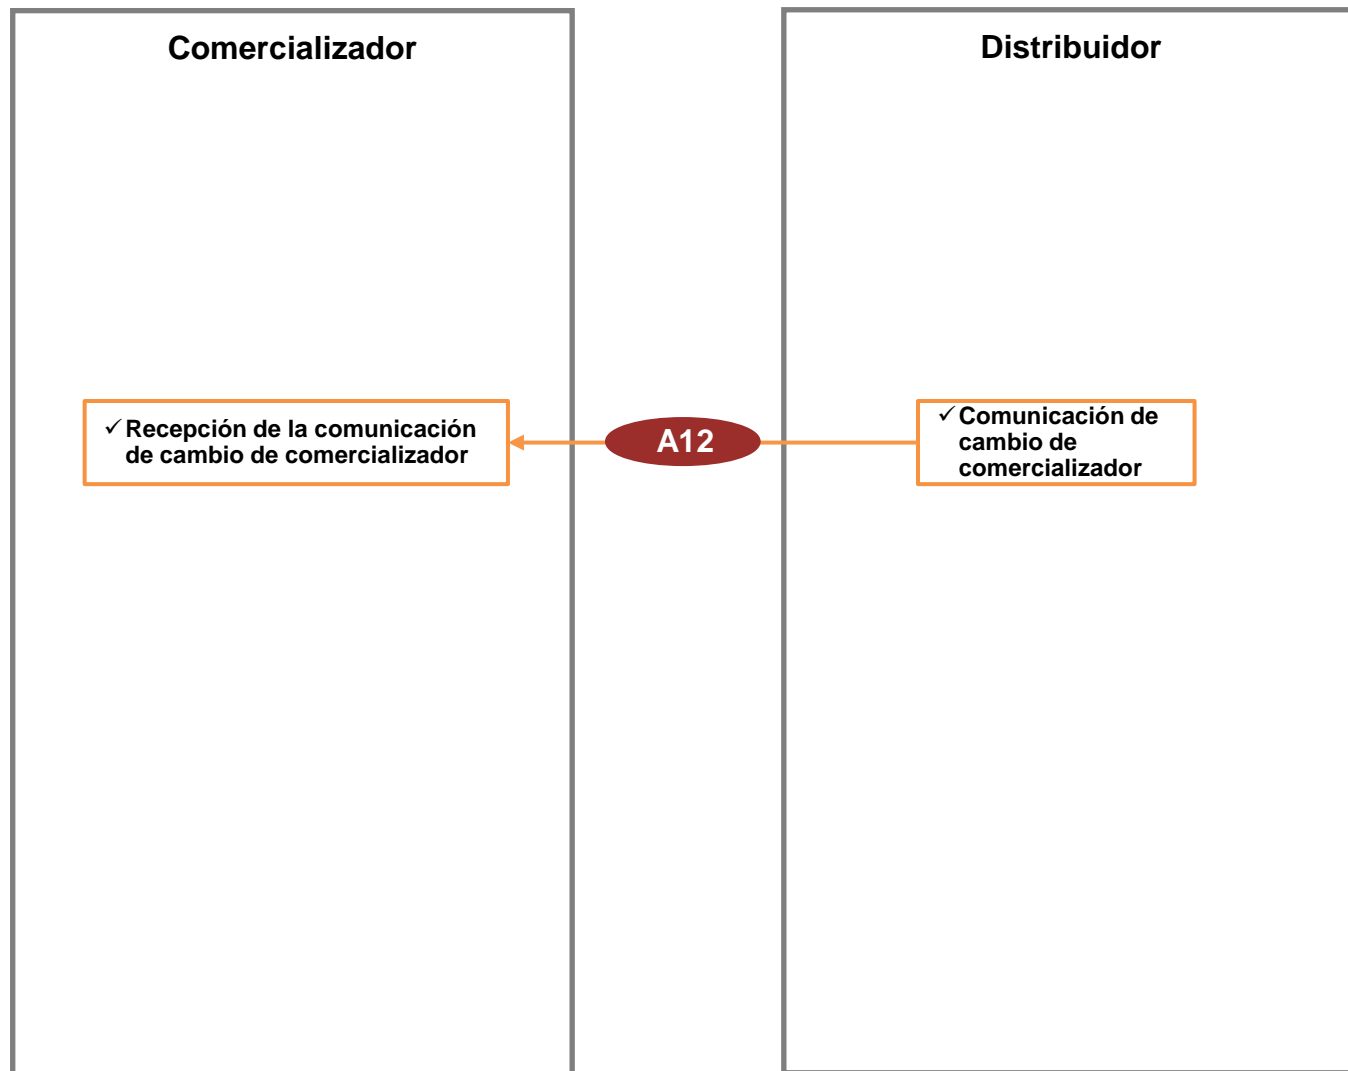 Comercializador
Distribuidor
✓ Recepción de la comunicación
de cambio de comercializador
A12
✓ Comunicación de
cambio de
comercializador